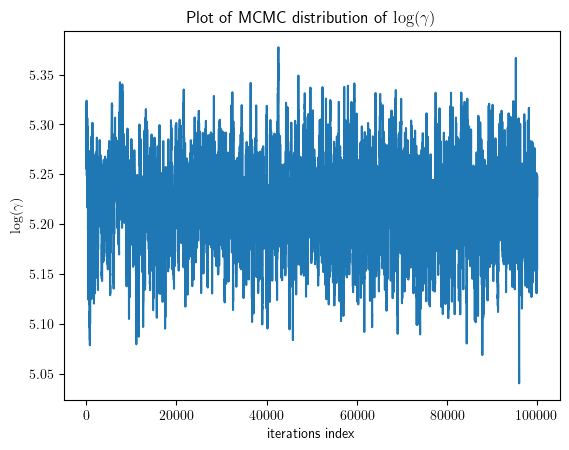 Plot of MCMC distribution of log(γ)
5.35
5.30
5.25
5.20
5.15
5.10
5.05
log(γ)
0 20000 40000 60000 80000 100000
iterations index